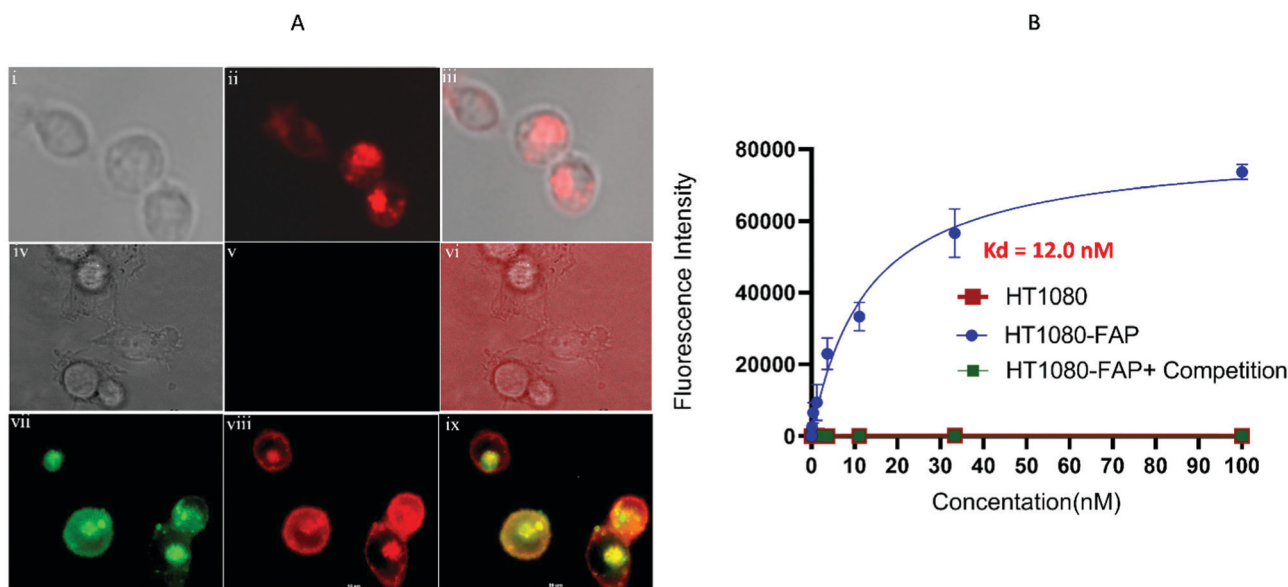 A
B
i
ii
iii
iv
v
vi
vii
viii
ix
80000
60000
40000
20000
0
Fluorescence Intensity
Kd = 12.0 nM
HT1080
HT1080-FAP
HT1080-FAP+ Competition
0 10 20 30 40 50 60 70 80 90 100
Concentation(nM)